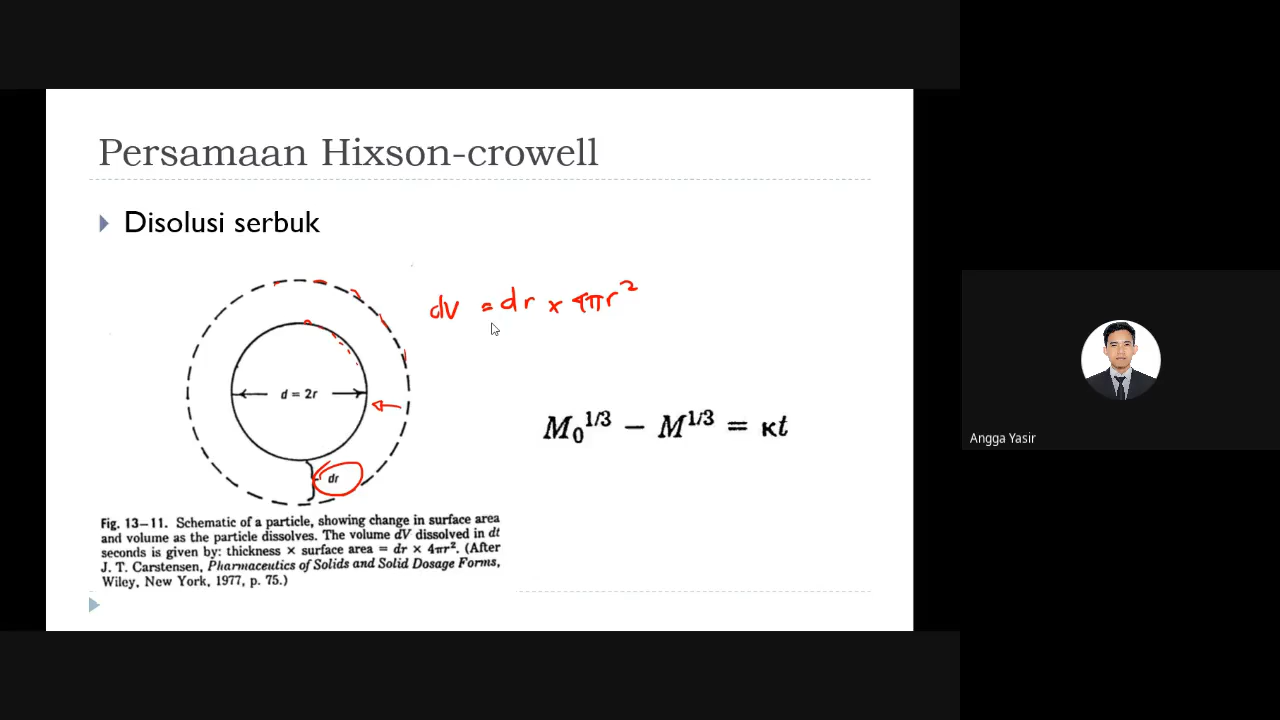 Persamaan Hixson-crowell
Disolusi serbuk
dV = dr × 4πr²
d = 2r
M₀^1/3 − M^1/3 = κt
Angga Yasir
dr
Fig. 13–11. Schematic of a particle, showing change in surface area
and volume as the particle dissolves. The volume dV dissolved in dt
seconds is given by: thickness × surface area = dr × 4πr². (After
J. T. Carstensen, Pharmaceutics of Solids and Solid Dosage Forms,
Wiley, New York, 1977, p. 75.)